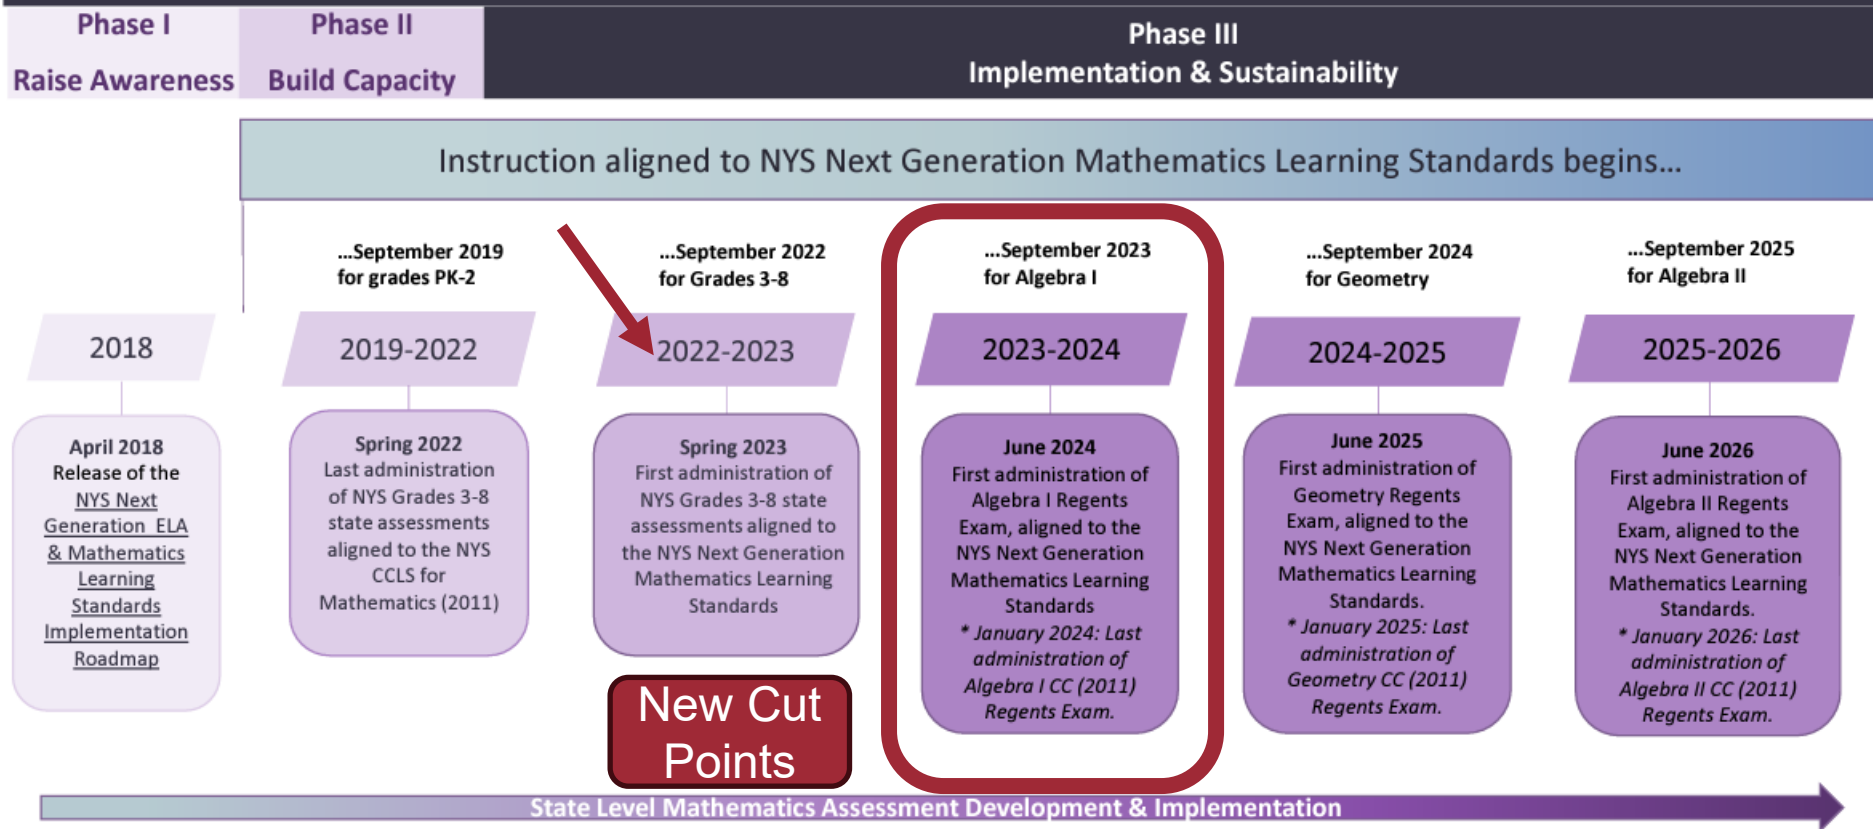 Phase I
Raise Awareness
Phase II
Build Capacity
Phase III
Implementation & Sustainability
Instruction aligned to NYS Next Generation Mathematics Learning Standards begins...
...September 2019
for grades PK-2
...September 2022
for Grades 3-8
...September 2023
for Algebra I
...September 2024
for Geometry
...September 2025
for Algebra II
2018
2019-2022
2022-2023
2023-2024
2024-2025
2025-2026
April 2018
Release of the
NYS Next
Generation ELA
& Mathematics
Learning
Standards
Implementation
Roadmap
Spring 2022
Last administration
of NYS Grades 3-8
state assessments
aligned to the NYS
CCLS for
Mathematics (2011)
Spring 2023
First administration of
NYS Grades 3-8 state
assessments aligned to
the NYS Next Generation
Mathematics Learning
Standards
New Cut
Points
June 2024
First administration of
Algebra I Regents
Exam, aligned to the
NYS Next Generation
Mathematics Learning
Standards
* January 2024: Last
administration of
Algebra I CC (2011)
Regents Exam.
June 2025
First administration of
Geometry Regents
Exam, aligned to the
NYS Next Generation
Mathematics Learning
Standards.
* January 2025: Last
administration of
Geometry CC (2011)
Regents Exam.
June 2026
First administration of
Algebra II Regents
Exam, aligned to the
NYS Next Generation
Mathematics Learning
Standards.
* January 2026: Last
administration of
Algebra II CC (2011)
Regents Exam.
State Level Mathematics Assessment Development & Implementation